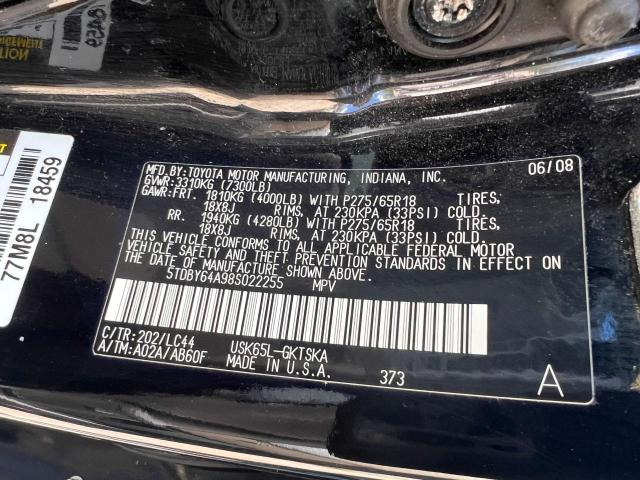 MFD.BY:TOYOTA MOTOR MANUFACTURING, INDIANA, INC. 06/08
GVWR: 3310KG (7300LB)
GAWR:FRT. 1810KG (4000LB) WITH P275/65R18 TIRES,
18X8J RIMS, AT 230KPA (33PSI) COLD.
RR. 1940KG (4280LB) WITH P275/65R18 TIRES,
18X8J RIMS, AT 230KPA (33PSI) COLD.
THIS VEHICLE CONFORMS TO ALL APPLICABLE FEDERAL MOTOR
VEHICLE SAFETY AND THEFT PREVENTION STANDARDS IN EFFECT ON
THE DATE OF MANUFACTURE SHOWN ABOVE.
5TDBY64A98S022255 MPV
C/TR:202/LC44 USK65L-GKTSKA
A/TM:A02A/AB60F MADE IN U.S.A. 373 A
77M8L 18459